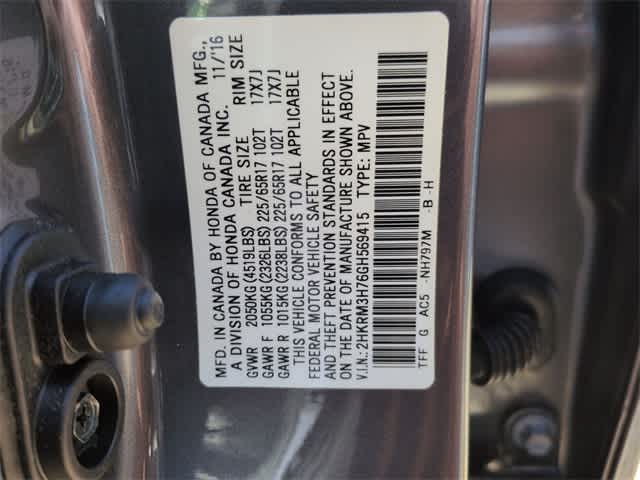 MFD. IN CANADA BY HONDA OF CANADA MFG.,
A DIVISION OF HONDA CANADA INC. 11/'16
GVWR 2050KG(4519LBS) TIRE SIZE RIM SIZE
GAWR F 1055KG(2326LBS)225/65R17 102T 17X7J
GAWR R 1015KG(2238LBS)225/65R17 102T 17X7J
THIS VEHICLE CONFORMS TO ALL APPLICABLE
FEDERAL MOTOR VEHICLE SAFETY
AND THEFT PREVENTION STANDARDS IN EFFECT
ON THE DATE OF MANUFACTURE SHOWN ABOVE.
V.I.N.: 2HKRM3H76GH569415 TYPE: MPV
TFF G AC5 -NH797M -B -H